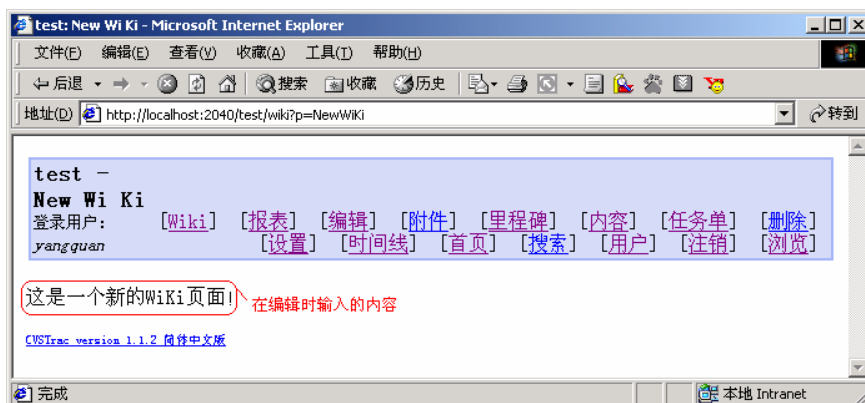 test: New Wi Ki - Microsoft Internet Explorer
文件(F) 编辑(E) 查看(V) 收藏(A) 工具(T) 帮助(H)
后退 搜索 收藏 历史
地址(D) http://localhost:2040/test/wiki?p=NewWiKi 转到
test -
New Wi Ki
登录用户: [Wiki] [报表] [编辑] [附件] [里程碑] [内容] [任务单] [删除]
yangquan [设置] [时间线] [首页] [搜索] [用户] [注销] [浏览]
这是一个新的WiKi页面! 在编辑时输入的内容
CVSTrac version 1.1.2 简体中文版
完成 本地 Intranet